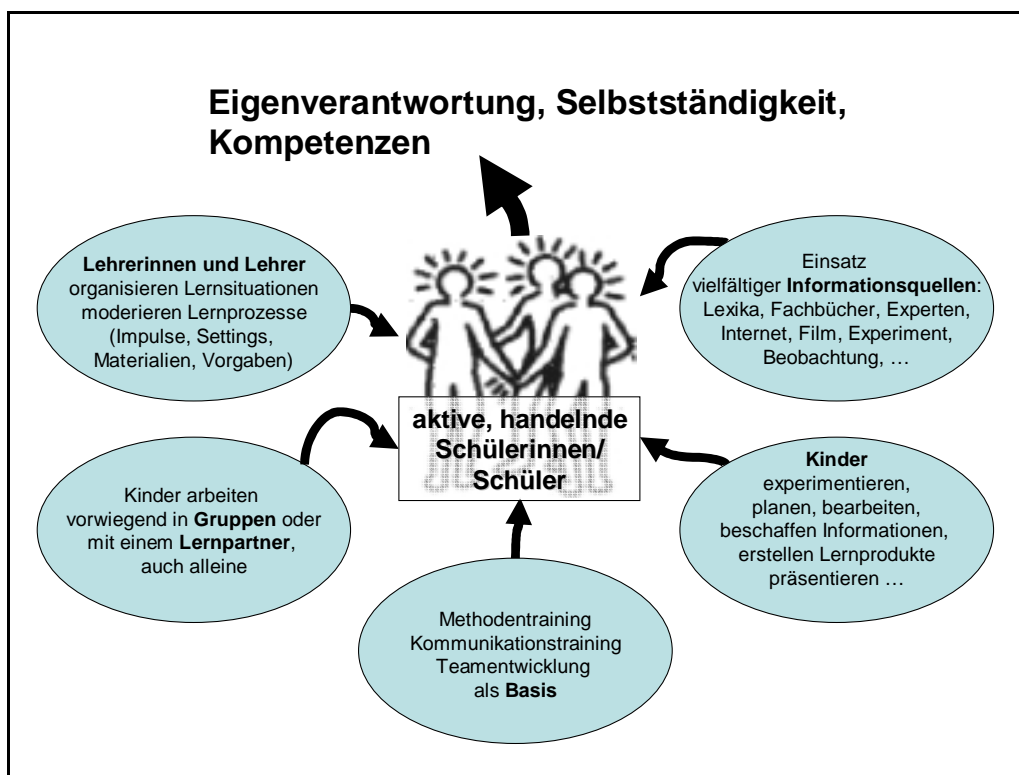 Eigenverantwortung, Selbstständigkeit,
Kompetenzen
Lehrerinnen und Lehrer
organisieren Lernsituationen
moderieren Lernprozesse
(Impulse, Settings,
Materialien, Vorgaben)
Einsatz
vielfältiger Informationsquellen:
Lexika, Fachbücher, Experten,
Internet, Film, Experiment,
Beobachtung, …
aktive, handelnde
Schülerinnen/
Schüler
Kinder arbeiten
vorwiegend in Gruppen oder
mit einem Lernpartner,
auch alleine
Kinder
experimentieren,
planen, bearbeiten,
beschaffen Informationen,
erstellen Lernprodukte
präsentieren …
Methodentraining
Kommunikationstraining
Teamentwicklung
als Basis